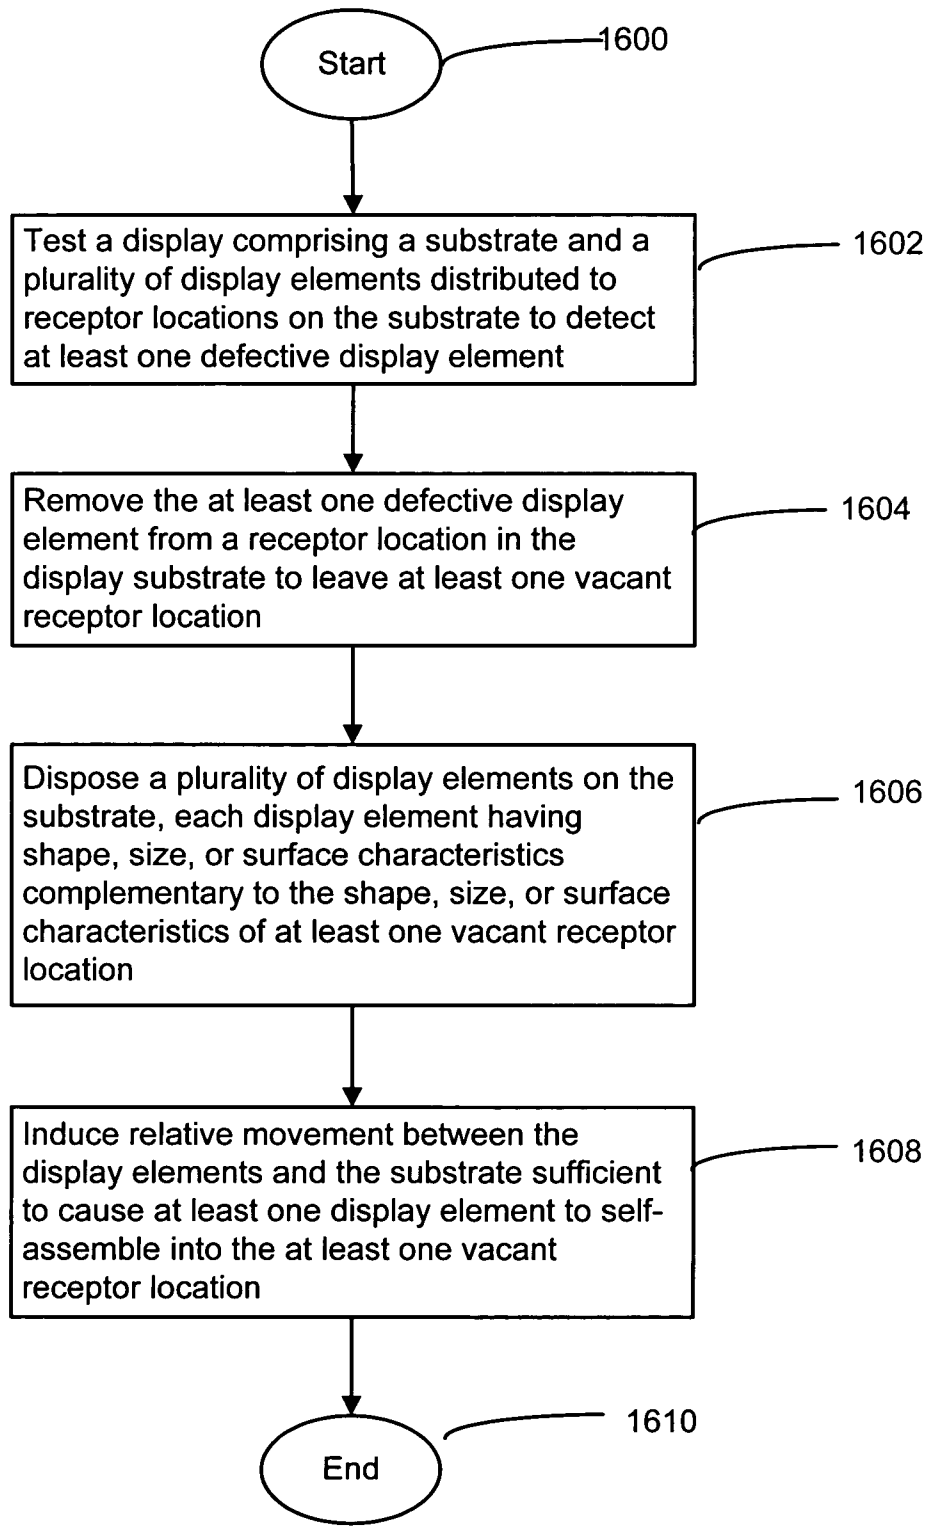 Start
1600
Test a display comprising a substrate and a
plurality of display elements distributed to
receptor locations on the substrate to detect
at least one defective display element
1602
Remove the at least one defective display
element from a receptor location in the
display substrate to leave at least one vacant
receptor location
1604
Dispose a plurality of display elements on the
substrate, each display element having
shape, size, or surface characteristics
complementary to the shape, size, or surface
characteristics of at least one vacant receptor
location
1606
Induce relative movement between the
display elements and the substrate sufficient
to cause at least one display element to self-
assemble into the at least one vacant
receptor location
1608
End
1610